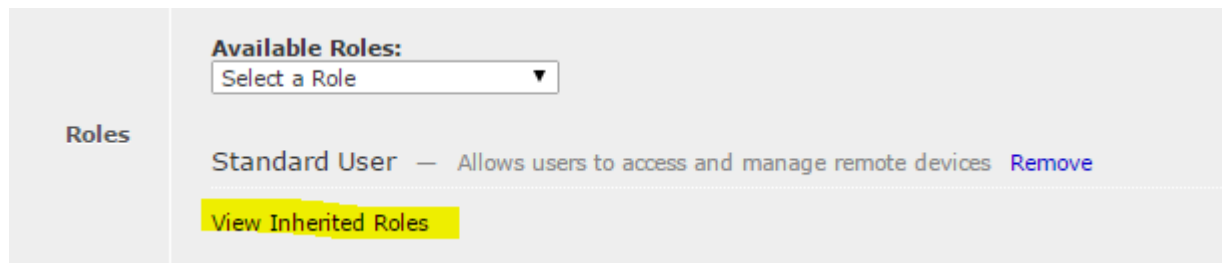 Available Roles:
Select a Role
Roles
Standard User — Allows users to access and manage remote devices Remove
View Inherited Roles